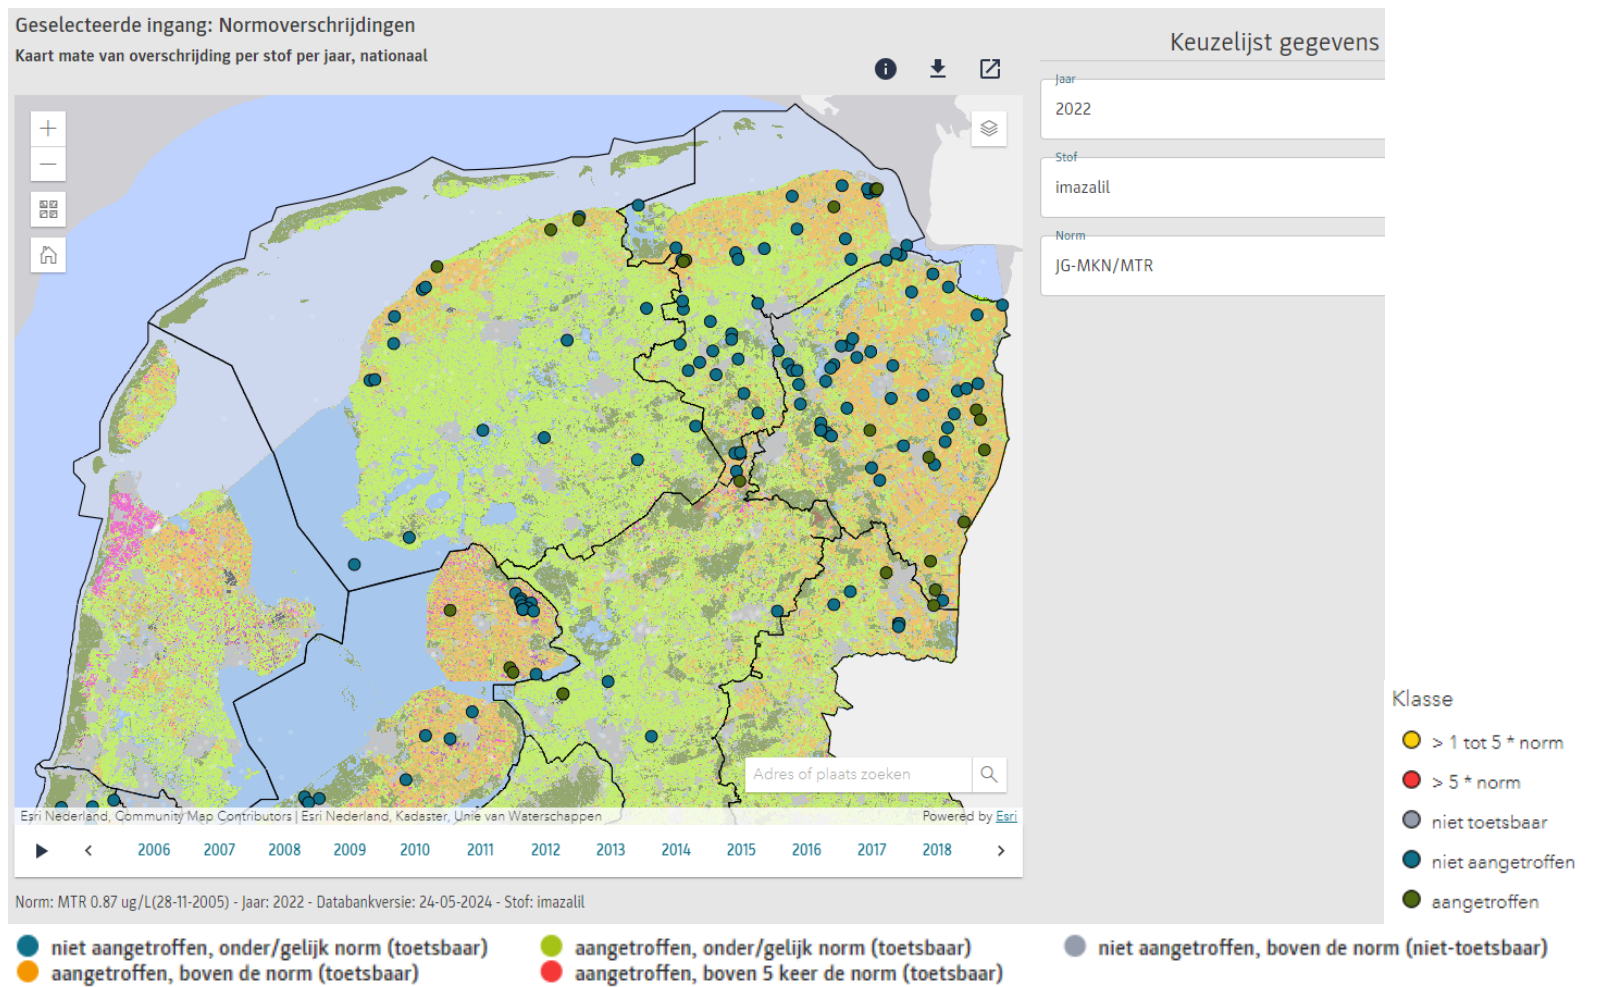 Geselecteerde ingang: Normoverschrijdingen
Kaart mate van overschrijding per stof per jaar, nationaal
Keuzelijst gegevens
Jaar
2022
Stof
imazalil
Norm
JG-MKN/MTR
Adres of plaats zoeken
Esri Nederland, Community Map Contributors | Esri Nederland, Kadaster, Unie van Waterschappen
Powered by Esri
2006 2007 2008 2009 2010 2011 2012 2013 2014 2015 2016 2017 2018
Norm: MTR 0.87 ug/L(28-11-2005) - Jaar: 2022 - Databankversie: 24-05-2024 - Stof: imazalil
Klasse
> 1 tot 5 * norm
> 5 * norm
niet toetsbaar
niet aangetroffen
aangetroffen
niet aangetroffen, onder/gelijk norm (toetsbaar)
aangetroffen, onder/gelijk norm (toetsbaar)
niet aangetroffen, boven de norm (niet-toetsbaar)
aangetroffen, boven de norm (toetsbaar)
aangetroffen, boven 5 keer de norm (toetsbaar)